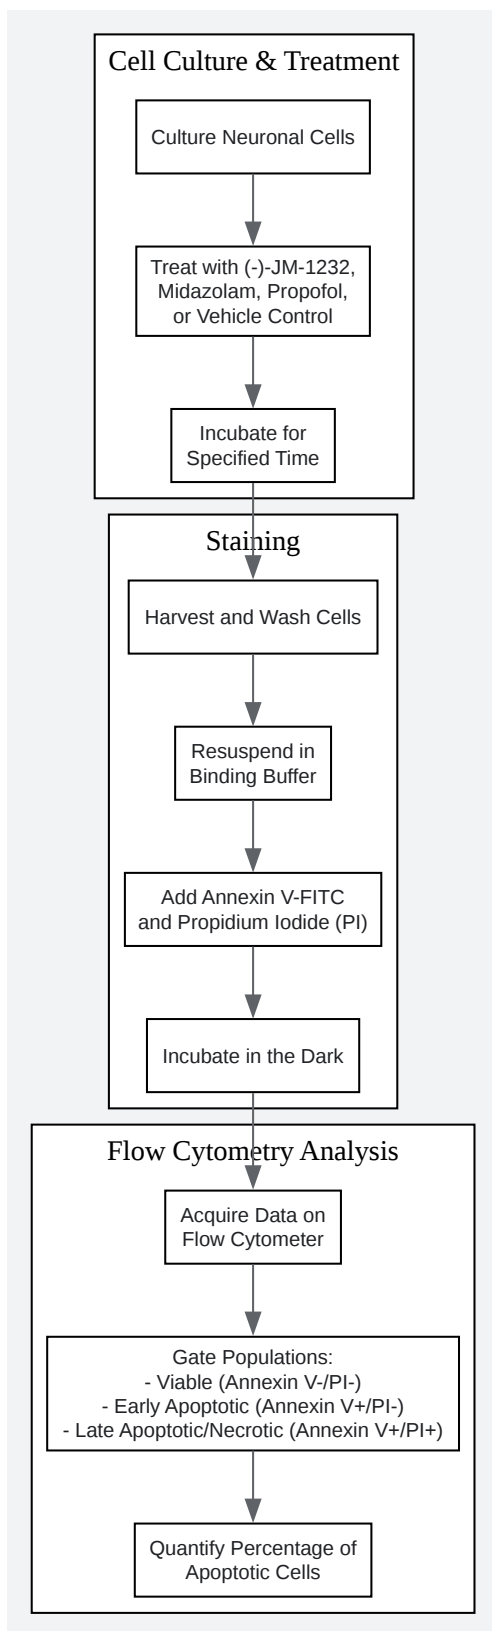 Cell Culture & Treatment
Culture Neuronal Cells
Treat with (-)-JM-1232,
Midazolam, Propofol,
or Vehicle Control
Incubate for
Specified Time
Staining
Harvest and Wash Cells
Resuspend in
Binding Buffer
Add Annexin V-FITC
and Propidium Iodide (PI)
Incubate in the Dark
Flow Cytometry Analysis
Acquire Data on
Flow Cytometer
Gate Populations:
- Viable (Annexin V-/PI-)
- Early Apoptotic (Annexin V+/PI-)
- Late Apoptotic/Necrotic (Annexin V+/PI+)
Quantify Percentage of
Apoptotic Cells